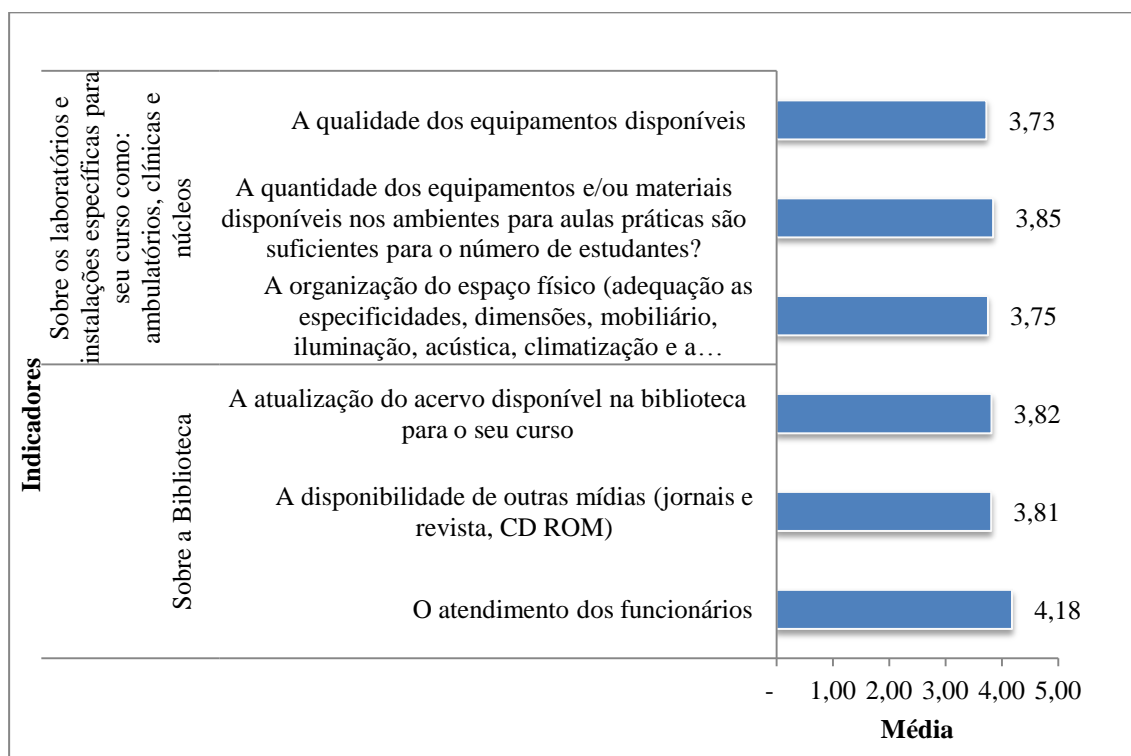 Indicadores
Sobre os laboratórios e
instalações específicas para
seu curso como:
ambulatórios, clínicas e
núcleos
A qualidade dos equipamentos disponíveis
3,73
A quantidade dos equipamentos e/ou materiais
disponíveis nos ambientes para aulas práticas são
suficientes para o número de estudantes?
3,85
A organização do espaço físico (adequação as
especificidades, dimensões, mobiliário,
iluminação, acústica, climatização e a…
3,75
Sobre a Biblioteca
A atualização do acervo disponível na biblioteca
para o seu curso
3,82
A disponibilidade de outras mídias (jornais e
revista, CD ROM)
3,81
O atendimento dos funcionários
4,18
- 1,00 2,00 3,00 4,00 5,00
Média